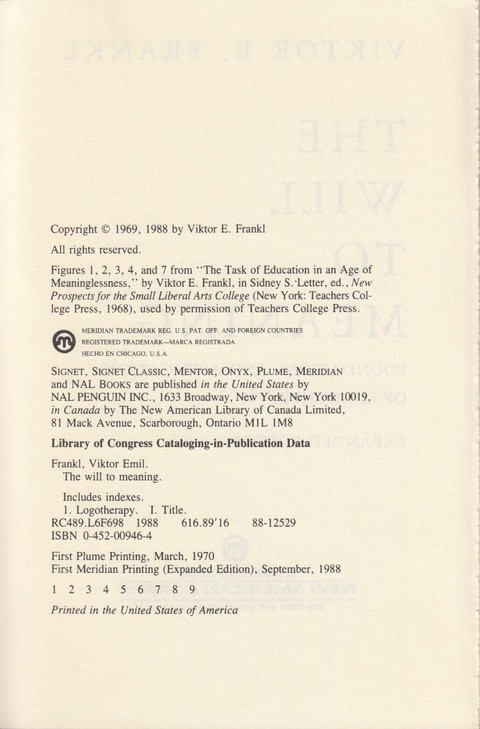 Copyright © 1969, 1988 by Viktor E. Frankl
All rights reserved.
Figures 1, 2, 3, 4, and 7 from "The Task of Education in an Age of
Meaninglessness," by Viktor E. Frankl, in Sidney S. Letter, ed., New
Prospects for the Small Liberal Arts College (New York: Teachers Col-
lege Press, 1968), used by permission of Teachers College Press.
MERIDIAN TRADEMARK REG. U.S. PAT. OFF. AND FOREIGN COUNTRIES
REGISTERED TRADEMARK—MARCA REGISTRADA
HECHO EN CHICAGO, U.S.A.
SIGNET, SIGNET CLASSIC, MENTOR, ONYX, PLUME, MERIDIAN
and NAL BOOKS are published in the United States by
NAL PENGUIN INC., 1633 Broadway, New York, New York 10019,
in Canada by The New American Library of Canada Limited,
81 Mack Avenue, Scarborough, Ontario M1L 1M8
Library of Congress Cataloging-in-Publication Data
Frankl, Viktor Emil.
The will to meaning.
Includes indexes.
1. Logotherapy. I. Title.
RC489.L6F698 1988 616.89'16 88-12529
ISBN 0-452-00946-4
First Plume Printing, March, 1970
First Meridian Printing (Expanded Edition), September, 1988
1 2 3 4 5 6 7 8 9
Printed in the United States of America